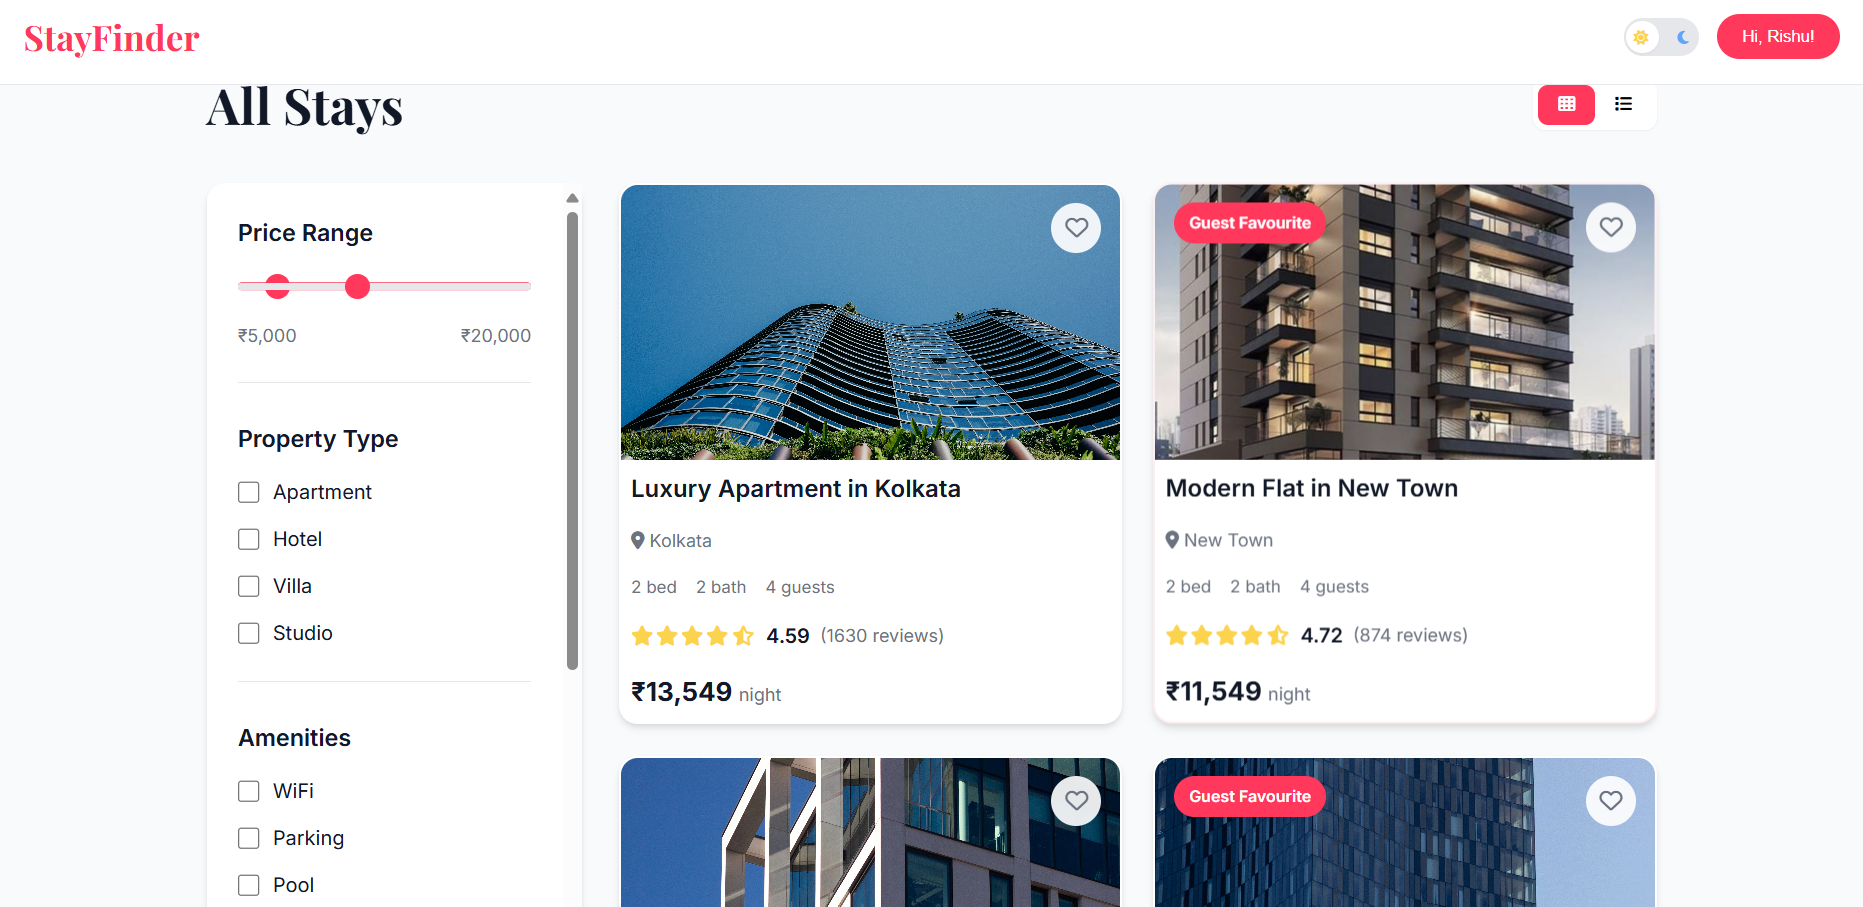 StayFinder
Hi, Rishu!
All Stays
Price Range
₹5,000 ₹20,000
Property Type
Apartment
Hotel
Villa
Studio
Amenities
WiFi
Parking
Pool
Luxury Apartment in Kolkata
Kolkata
2 bed 2 bath 4 guests
4.59 (1630 reviews)
₹13,549 night
Guest Favourite
Modern Flat in New Town
New Town
2 bed 2 bath 4 guests
4.72 (874 reviews)
₹11,549 night
Guest Favourite